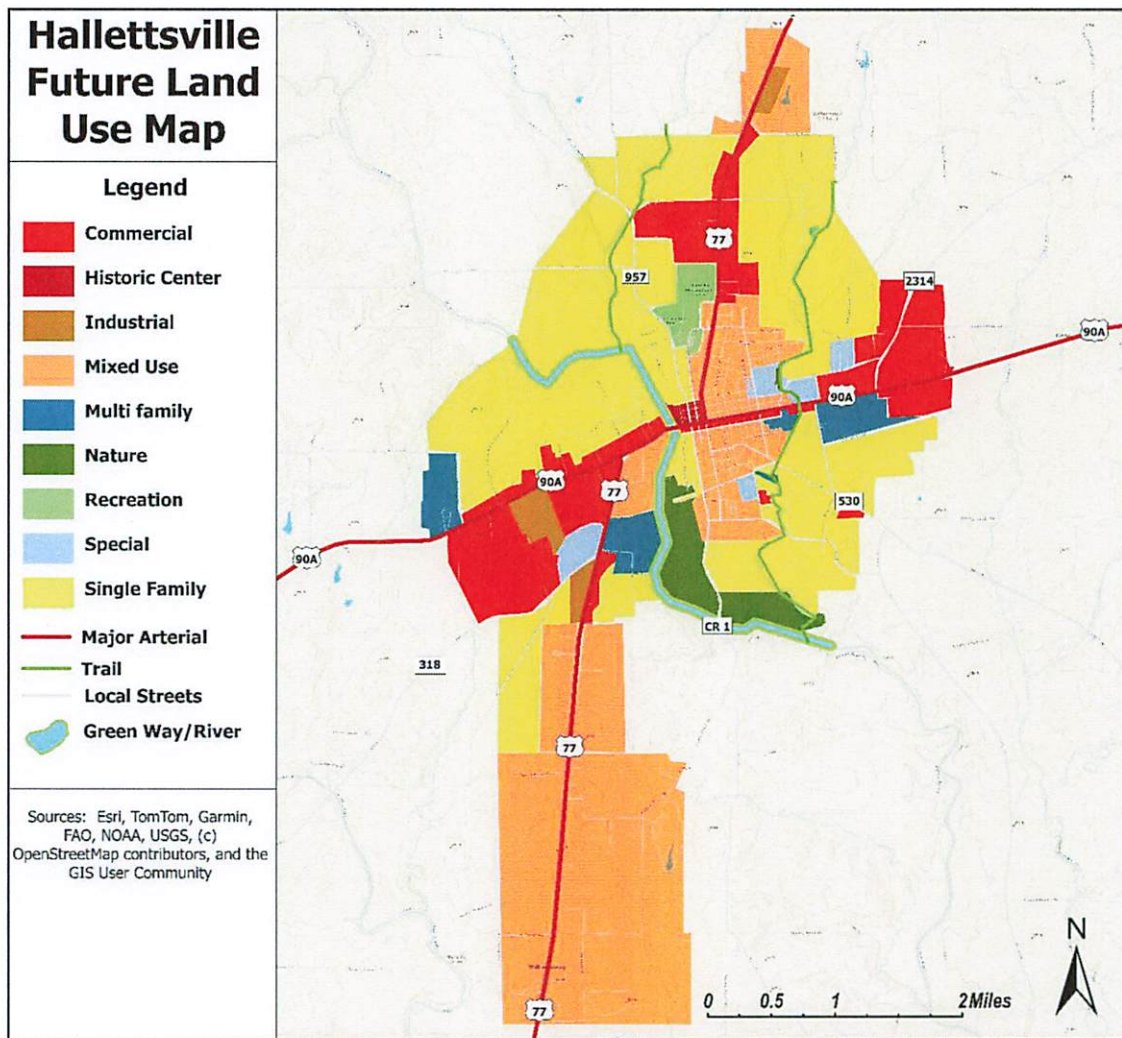 Hallettsville
Future Land
Use Map
Legend
Commercial
Historic Center
Industrial
Mixed Use
Multi family
Nature
Recreation
Special
Single Family
Major Arterial
Trail
Local Streets
Green Way/River
Sources: Esri, TomTom, Garmin,
FAO, NOAA, USGS, (c)
OpenStreetMap contributors, and the
GIS User Community
77
957
2314
90A
90A
90A
77
530
90A
CR 1
318
77
77
N
0 0.5 1 2Miles